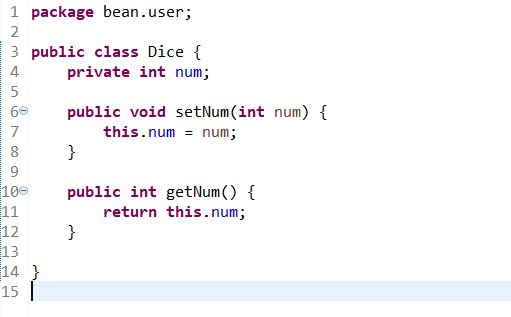 1 package bean.user;
2
3 public class Dice {
4     private int num;
5
6     public void setNum(int num) {
7         this.num = num;
8     }
9
10     public int getNum() {
11         return this.num;
12     }
13
14 }
15